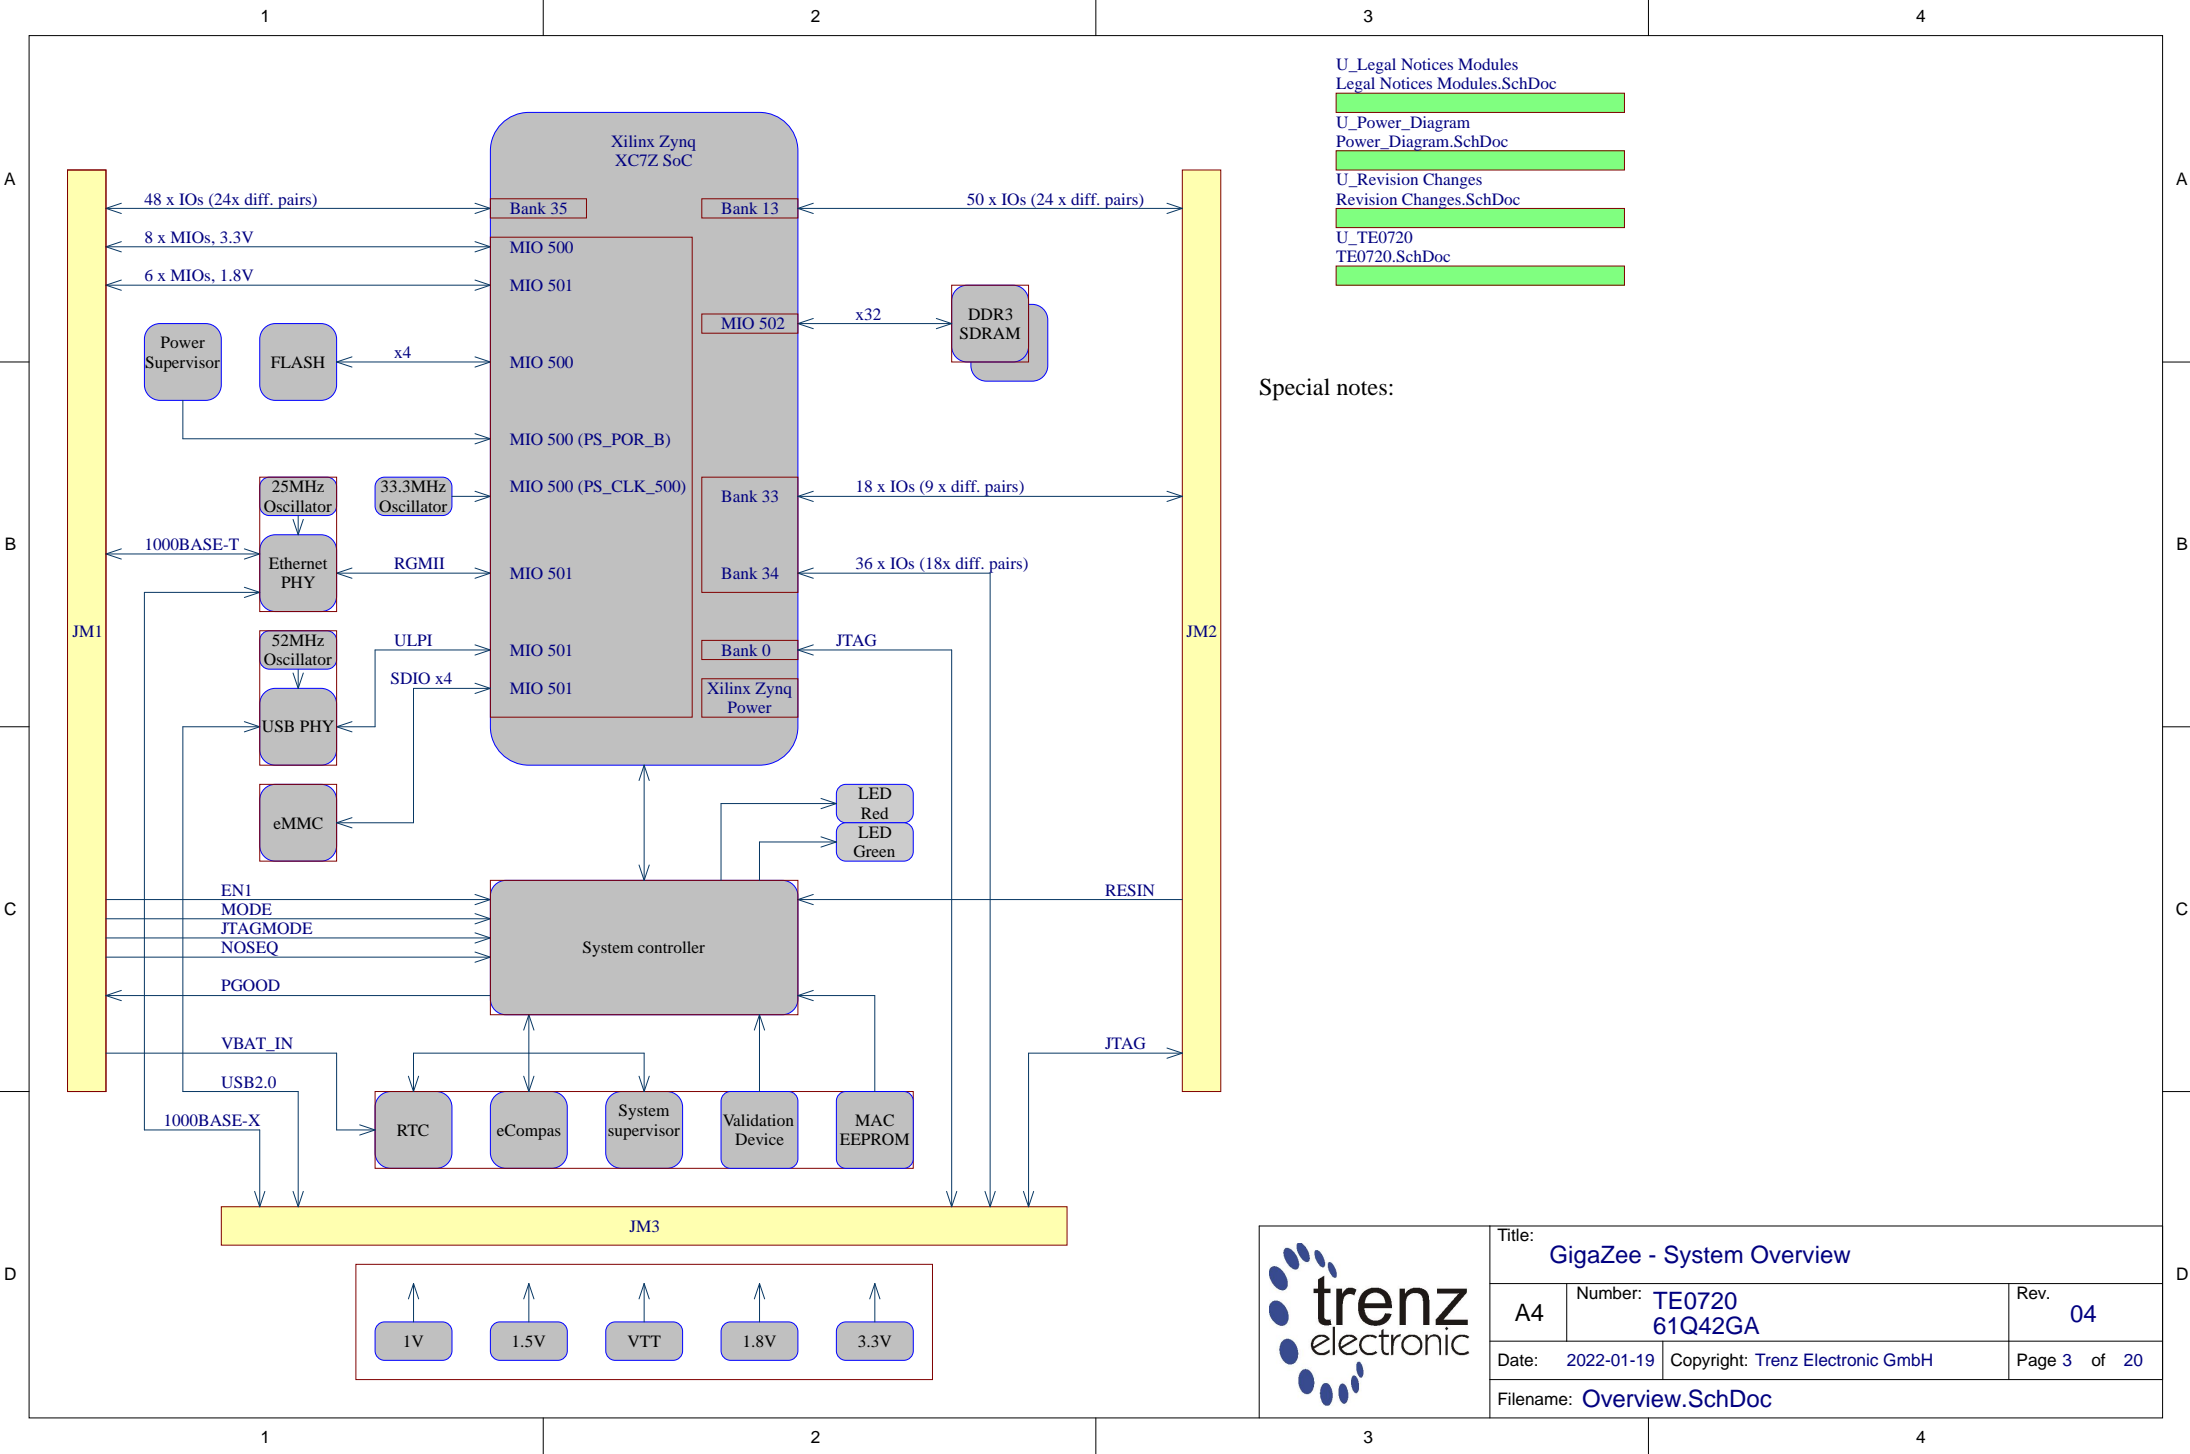 1
2
3
4
A
A
B
B
C
C
D
D
U_Legal Notices Modules
Legal Notices Modules.SchDoc
U_Power_Diagram
Power_Diagram.SchDoc
U_Revision Changes
Revision Changes.SchDoc
U_TE0720
TE0720.SchDoc
Special notes:
Xilinx Zynq
XC7Z SoC
48 x IOs (24x diff. pairs)
Bank 35
Bank 13
50 x IOs (24 x diff. pairs)
8 x MIOs, 3.3V
MIO 500
6 x MIOs, 1.8V
MIO 501
MIO 502
x32
DDR3
SDRAM
Power
Supervisor
FLASH
x4
MIO 500
MIO 500 (PS_POR_B)
25MHz
Oscillator
33.3MHz
Oscillator
MIO 500 (PS_CLK_500)
Bank 33
18 x IOs (9 x diff. pairs)
1000BASE-T
Ethernet
PHY
RGMII
MIO 501
Bank 34
36 x IOs (18x diff. pairs)
JM1
JM2
52MHz
Oscillator
ULPI
MIO 501
Bank 0
JTAG
SDIO x4
MIO 501
Xilinx Zynq
Power
USB PHY
eMMC
LED
Red
LED
Green
EN1
MODE
JTAGMODE
NOSEQ
PGOOD
System controller
RESIN
VBAT_IN
JTAG
USB2.0
1000BASE-X
RTC
eCompas
System
supervisor
Validation
Device
MAC
EEPROM
JM3
1V
1.5V
VTT
1.8V
3.3V
trenz
electronic
Title:
GigaZee - System Overview
A4
Number: TE0720
61Q42GA
Rev.
04
Date: 2022-01-19
Copyright: Trenz Electronic GmbH
Page 3 of 20
Filename: Overview.SchDoc
1
2
3
4